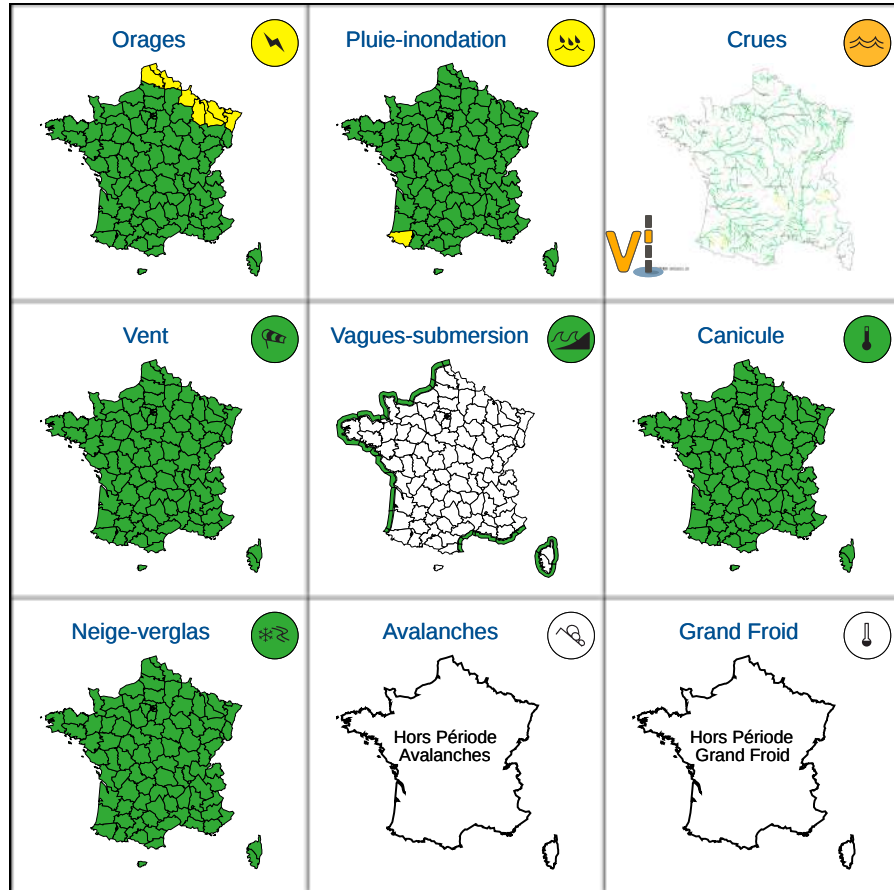 Orages
Pluie-inondation
Crues
Vi
Vent
Vagues-submersion
Canicule
Neige-verglas
Avalanches
Grand Froid
Hors Période
Avalanches
Hors Période
Grand Froid